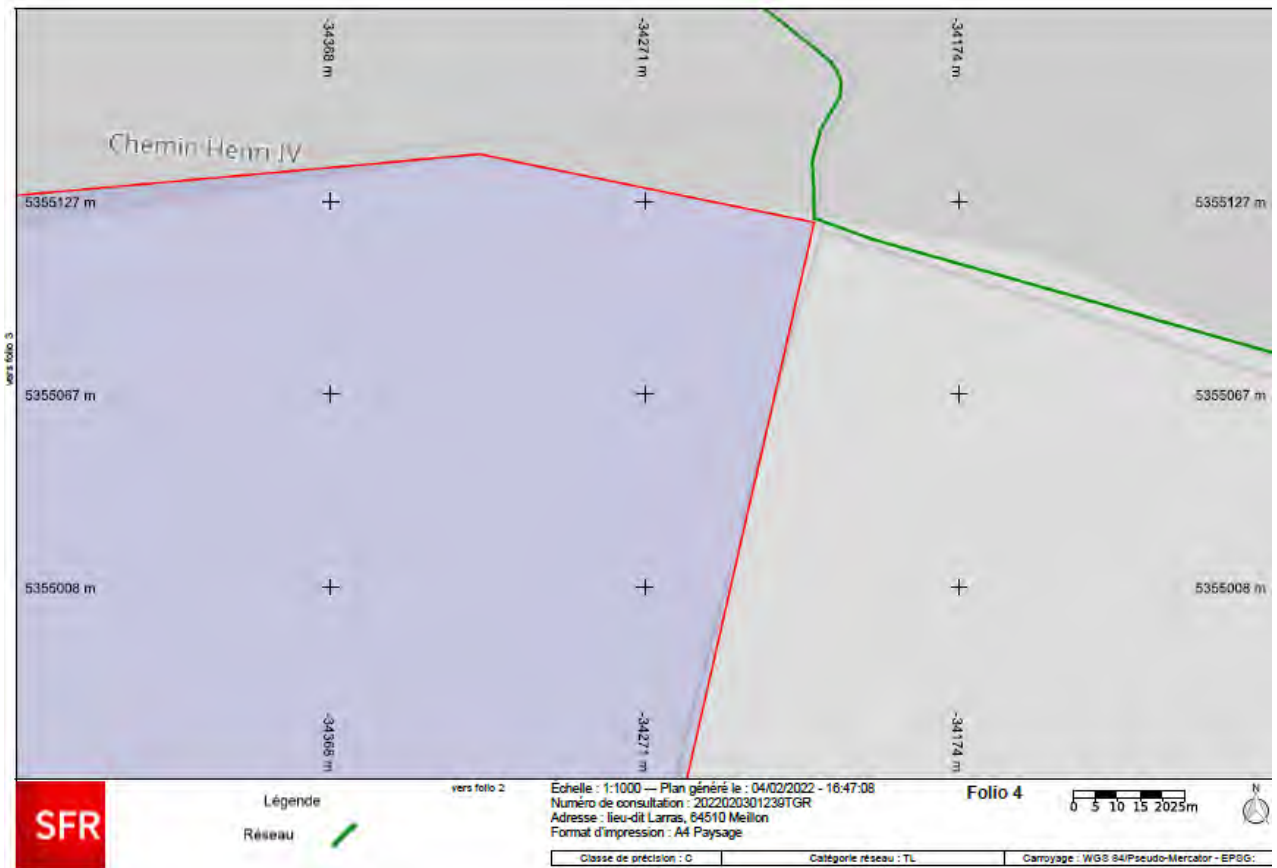 -34368 m
-34271 m
-34174 m
Chemin Henri IV
5355127 m
5355127 m
vers folio 3
5355067 m
5355067 m
5355008 m
5355008 m
-34368 m
-34271 m
-34174 m
SFR
Légende
Réseau
vers folio 2
Echelle : 1:1000 --- Plan généré le : 04/02/2022 - 16:47:08
Numéro de consultation : 2022020301239TGR
Adresse : lieu-dit Larras, 64510 Meillon
Format d'impression : A4 Paysage
Folio 4
0 5 10 15 2025m
N
Classe de précision : C
Catégorie réseau : TL
Carroyage : WGS 84/Pseudo-Mercator - EPSG: